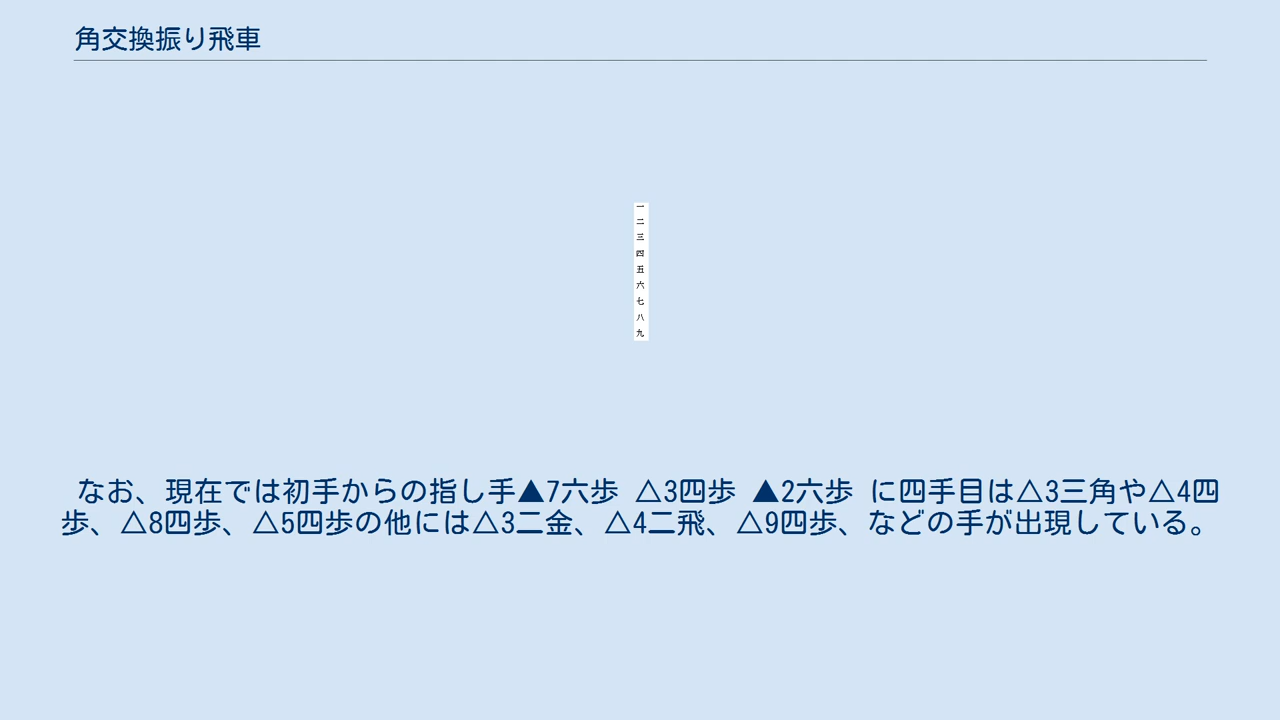 角交換振り飛車
一
二
三
四
五
六
七
八
九
なお、現在では初手からの指し手▲7六歩 △3四歩 ▲2六歩 に四手目は△3三角や△4四
歩、△8四歩、△5四歩の他には△3二金、△4二飛、△9四歩、などの手が出現している。